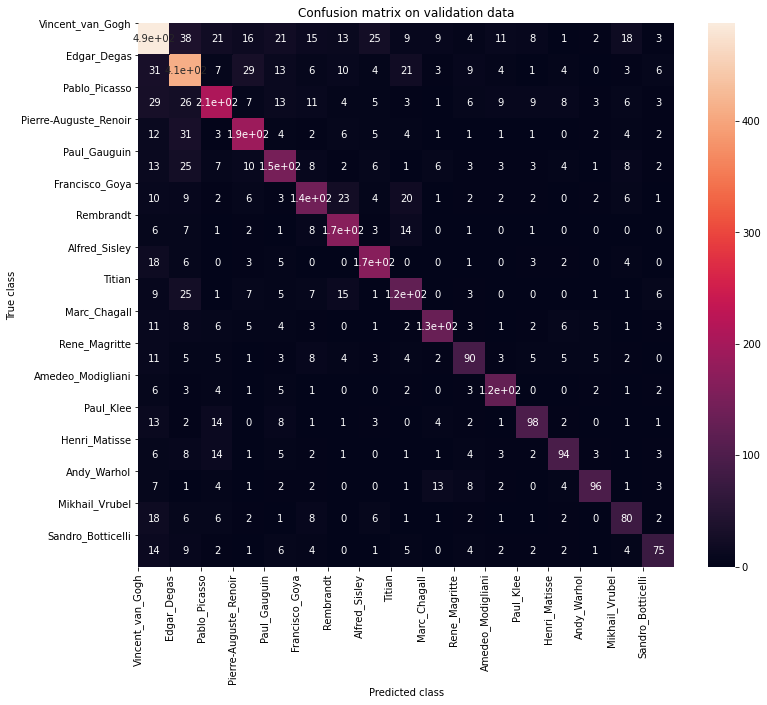 Confusion matrix on validation data
Vincent_van_Gogh 4.9e+02 38 21 16 21 15 13 25 9 9 4 11 8 1 2 18 3
Edgar_Degas 31 4.1e+02 7 29 13 6 10 4 21 3 9 4 1 4 0 3 6
Pablo_Picasso 29 26 2.1e+02 7 13 11 4 5 3 1 6 9 9 8 3 6 3
Pierre-Auguste_Renoir 12 31 3 1.9e+02 4 2 6 5 4 1 1 1 1 0 2 4 2
Paul_Gauguin 13 25 7 10 1.5e+02 8 2 6 1 6 3 3 3 4 1 8 2
Francisco_Goya 10 9 2 6 3 1.4e+02 23 4 20 1 2 2 2 0 2 6 1
Rembrandt 6 7 1 2 1 8 1.7e+02 3 14 0 1 0 1 0 0 0 0
Alfred_Sisley 18 6 0 3 5 0 0 1.7e+02 0 0 1 0 3 2 0 4 0
Titian 9 25 1 7 5 7 15 1 1.2e+02 0 3 0 0 0 1 1 6
Marc_Chagall 11 8 6 5 4 3 0 1 2 1.3e+02 3 1 2 6 5 1 3
Rene_Magritte 11 5 5 1 3 8 4 3 4 2 90 3 5 5 5 2 0
Amedeo_Modigliani 6 3 4 1 5 1 0 0 2 0 0 1.2e+02 0 0 2 1 2
Paul_Klee 13 2 14 0 8 1 1 3 0 4 2 1 98 2 0 1 1
Henri_Matisse 6 8 14 1 5 2 1 0 1 1 4 3 2 94 3 1 3
Andy_Warhol 7 1 4 1 2 2 0 0 1 13 8 2 0 4 96 1 3
Mikhail_Vrubel 18 6 6 2 1 8 0 6 1 1 2 1 1 2 0 80 2
Sandro_Botticelli 14 9 2 1 6 4 0 1 5 0 4 2 2 2 1 4 75
True class
Vincent_van_Gogh
Edgar_Degas
Pablo_Picasso
Pierre-Auguste_Renoir
Paul_Gauguin
Francisco_Goya
Rembrandt
Alfred_Sisley
Titian
Marc_Chagall
Rene_Magritte
Amedeo_Modigliani
Paul_Klee
Henri_Matisse
Andy_Warhol
Mikhail_Vrubel
Sandro_Botticelli
Predicted class
400
300
200
100
0